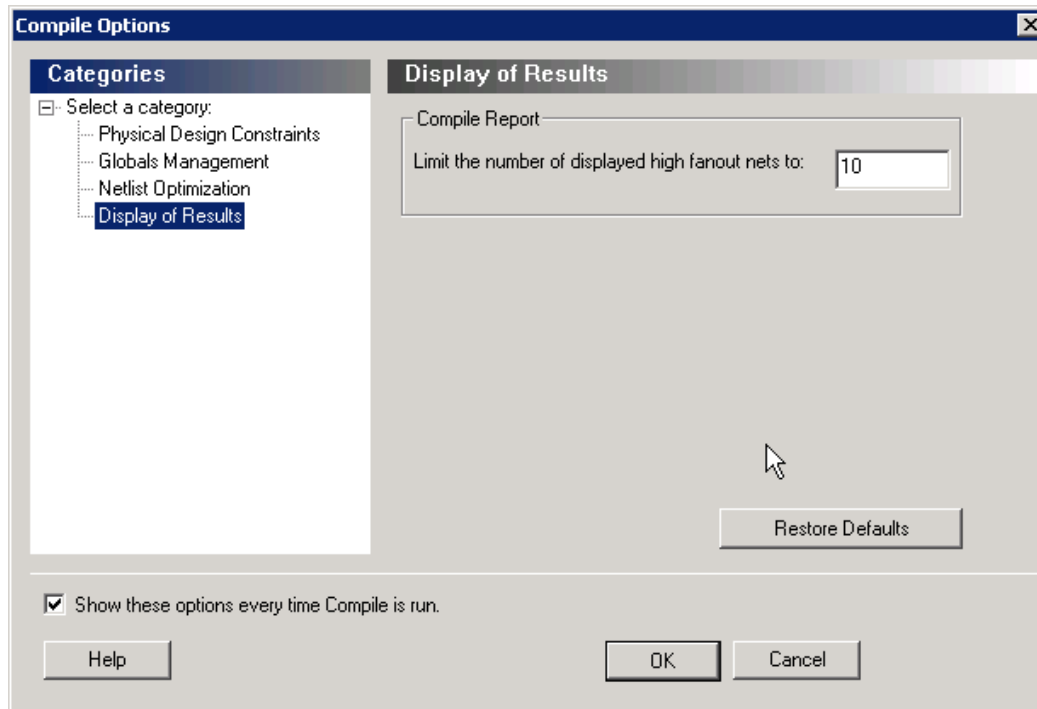 Compile Options
Categories
Select a category:
Physical Design Constraints
Globals Management
Netlist Optimization
Display of Results
Display of Results
Compile Report
Limit the number of displayed high fanout nets to: 10
Restore Defaults
Show these options every time Compile is run.
Help OK Cancel